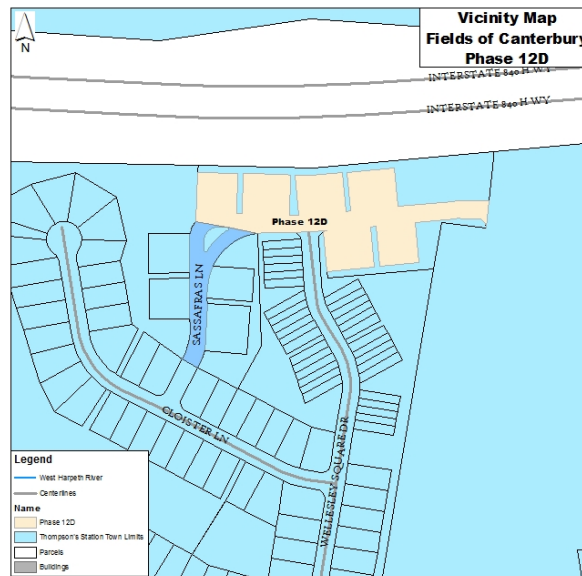 Vicinity Map
Fields of Canterbury
Phase 12D
N
INTERSTATE 840 H WY
INTERSTATE 840 H WY
Phase 12D
SASSAFRAS LN
CLOISTER LN
WELLESLEY SQUARE DR
Legend
West Harpeth River
Centerlines
Name
Phase 12D
Thompson's Station Town Limits
Parcels
Buildings